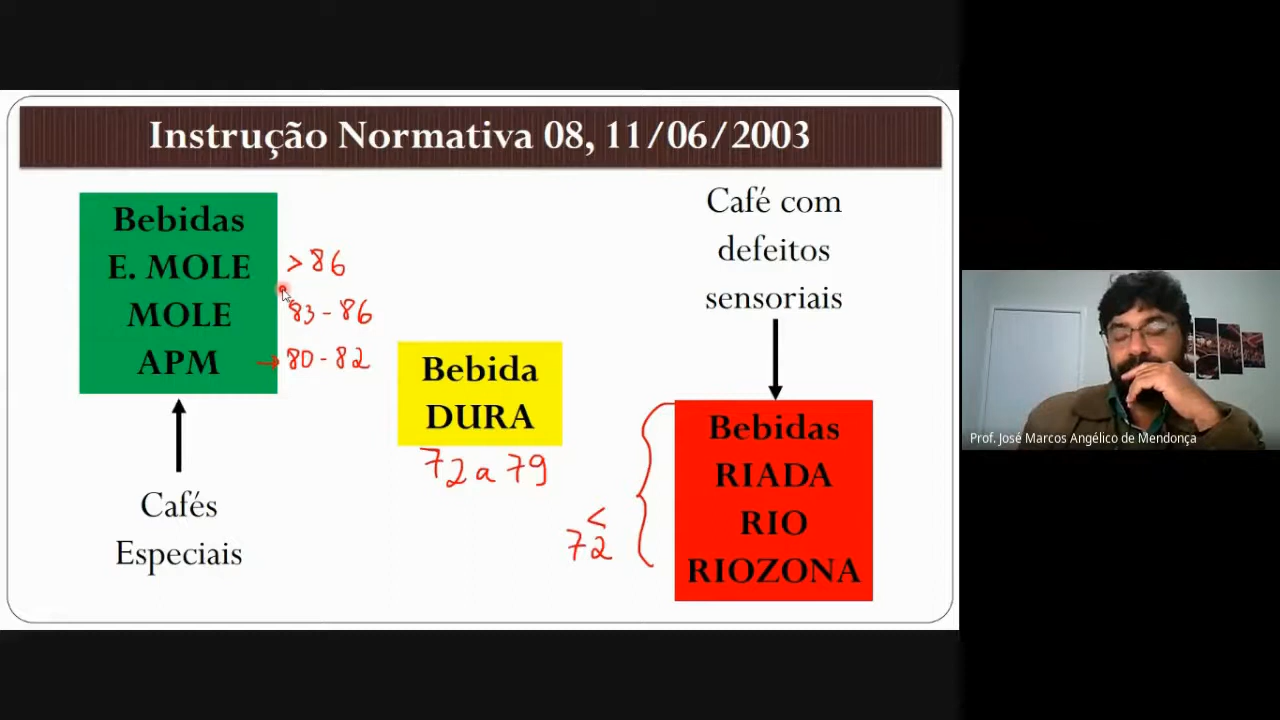 Instrução Normativa 08, 11/06/2003
Bebidas
E. MOLE
MOLE
APM
> 86
83 - 86
→ 80 - 82
Cafés
Especiais
Bebida
DURA
72 a 79
Café com
defeitos
sensoriais
<
72
Bebidas
RIADA
RIO
RIOZONA
Prof. José Marcos Angélico de Mendonça